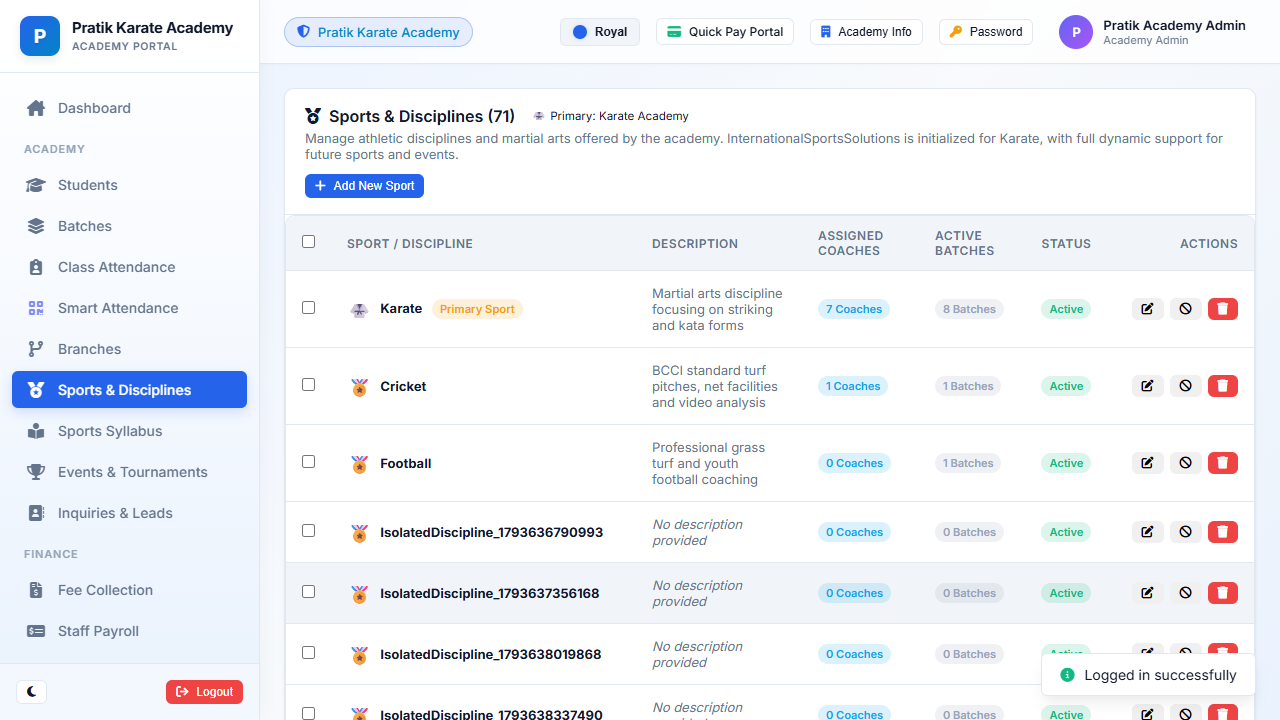 P
Pratik Karate Academy
ACADEMY PORTAL
Dashboard
ACADEMY
Students
Batches
Class Attendance
Smart Attendance
Branches
Sports & Disciplines
Sports Syllabus
Events & Tournaments
Inquiries & Leads
FINANCE
Fee Collection
Staff Payroll
Logout
Pratik Karate Academy
Royal
Quick Pay Portal
Academy Info
Password
P
Pratik Academy Admin
Academy Admin
Sports & Disciplines (71)
Primary: Karate Academy
Manage athletic disciplines and martial arts offered by the academy. InternationalSportsSolutions is initialized for Karate, with full dynamic support for
future sports and events.
Add New Sport
SPORT / DISCIPLINE
DESCRIPTION
ASSIGNED
COACHES
ACTIVE
BATCHES
STATUS
ACTIONS
Karate
Primary Sport
Martial arts discipline
focusing on striking
and kata forms
7 Coaches
8 Batches
Active
Cricket
BCCI standard turf
pitches, net facilities
and video analysis
1 Coaches
1 Batches
Active
Football
Professional grass
turf and youth
football coaching
0 Coaches
1 Batches
Active
IsolatedDiscipline_1793636790993
No description
provided
0 Coaches
0 Batches
Active
IsolatedDiscipline_1793637356168
No description
provided
0 Coaches
0 Batches
Active
IsolatedDiscipline_1793638019868
No description
provided
0 Coaches
0 Batches
IsolatedDiscipline_1793638337490
No description
0 Coaches
0 Batches
Active
Logged in successfully